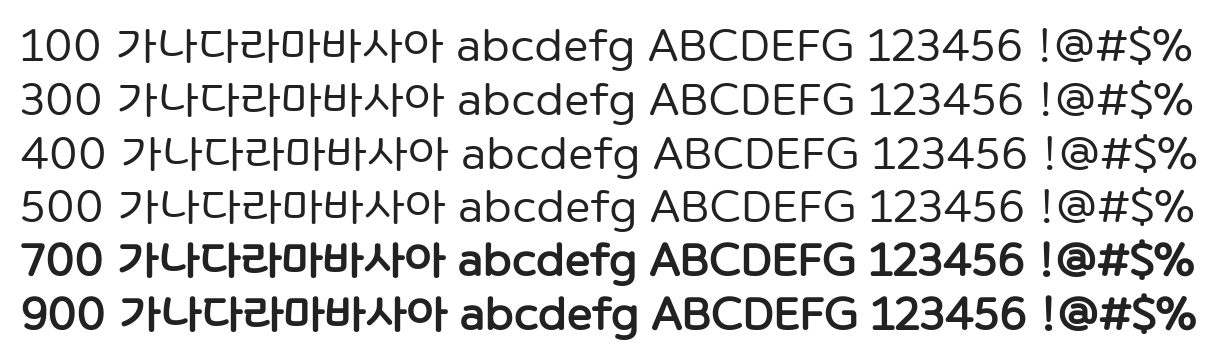 100 가나다라마바사아 abcdefg ABCDEFG 123456 !@#$%
300 가나다라마바사아 abcdefg ABCDEFG 123456 !@#$%
400 가나다라마바사아 abcdefg ABCDEFG 123456 !@#$%
500 가나다라마바사아 abcdefg ABCDEFG 123456 !@#$%
700 가나다라마바사아 abcdefg ABCDEFG 123456 !@#$%
900 가나다라마바사아 abcdefg ABCDEFG 123456 !@#$%